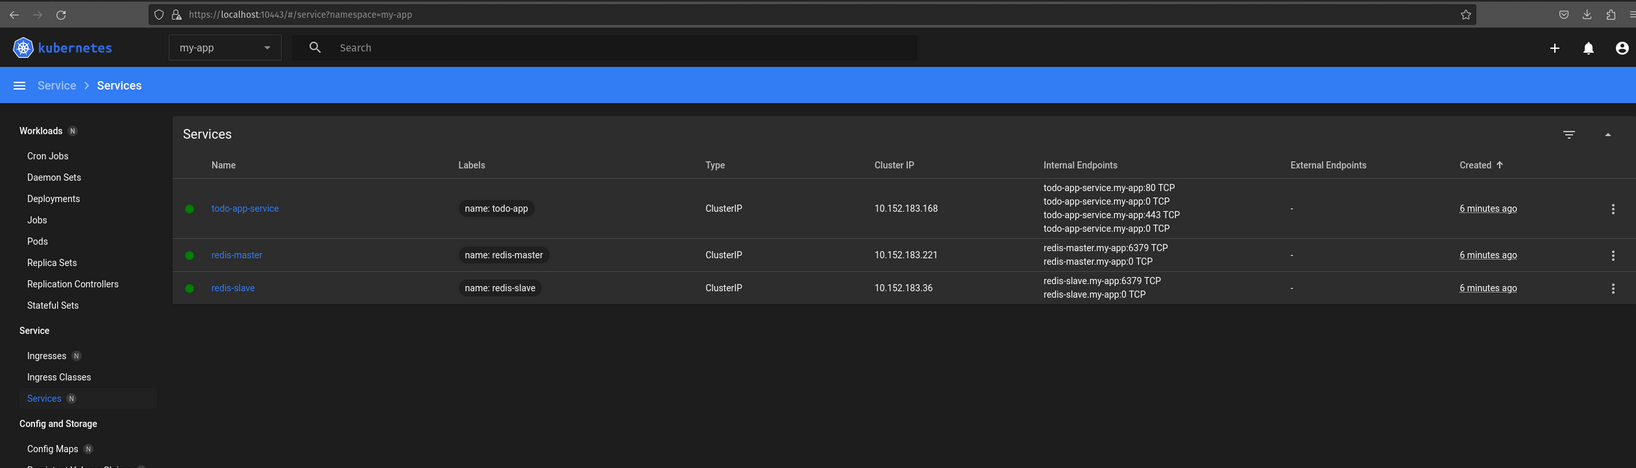 https://localhost:10443/#/service?namespace=my-app
kubernetes
my-app
Search
Service > Services
Workloads N
Cron Jobs
Daemon Sets
Deployments
Jobs
Pods
Replica Sets
Replication Controllers
Stateful Sets
Service
Ingresses N
Ingress Classes
Services N
Config and Storage
Config Maps N
Services
Name Labels Type Cluster IP Internal Endpoints External Endpoints Created
todo-app-service name: todo-app ClusterIP 10.152.183.168
todo-app-service.my-app:80 TCP
todo-app-service.my-app:0 TCP
todo-app-service.my-app:443 TCP
todo-app-service.my-app:0 TCP
- 6 minutes ago
redis-master name: redis-master ClusterIP 10.152.183.221
redis-master.my-app:6379 TCP
redis-master.my-app:0 TCP
- 6 minutes ago
redis-slave name: redis-slave ClusterIP 10.152.183.36
redis-slave.my-app:6379 TCP
redis-slave.my-app:0 TCP
- 6 minutes ago